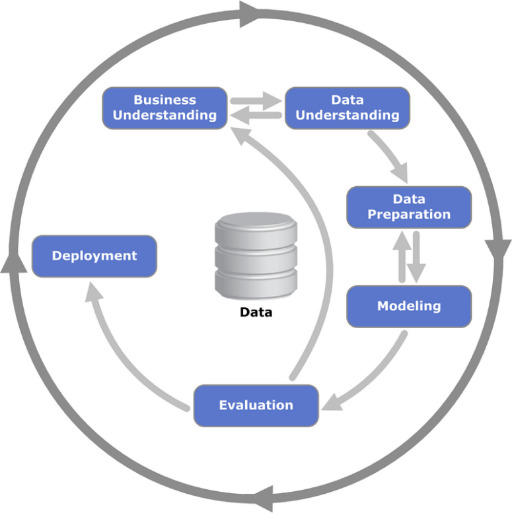 Business
Understanding
Data
Understanding
Data
Preparation
Deployment
Modeling
Data
Evaluation